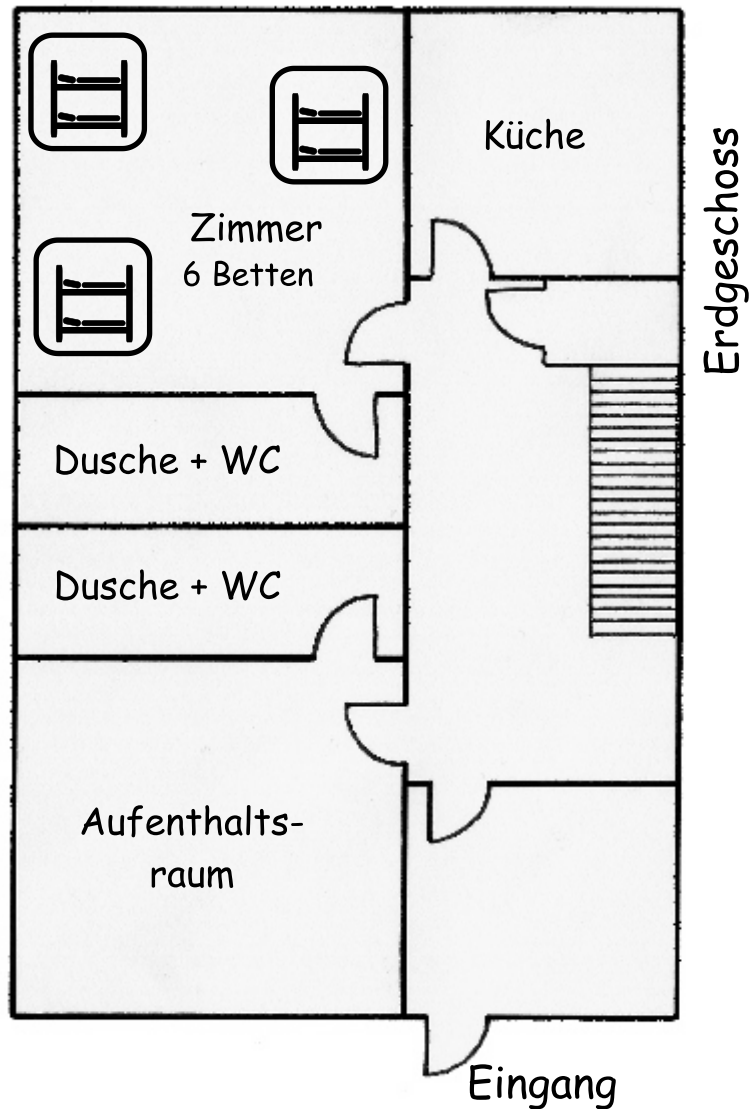 Küche
Erdgeschoss
Zimmer
6 Betten
Dusche + WC
Dusche + WC
Aufenthalts-
raum
Eingang